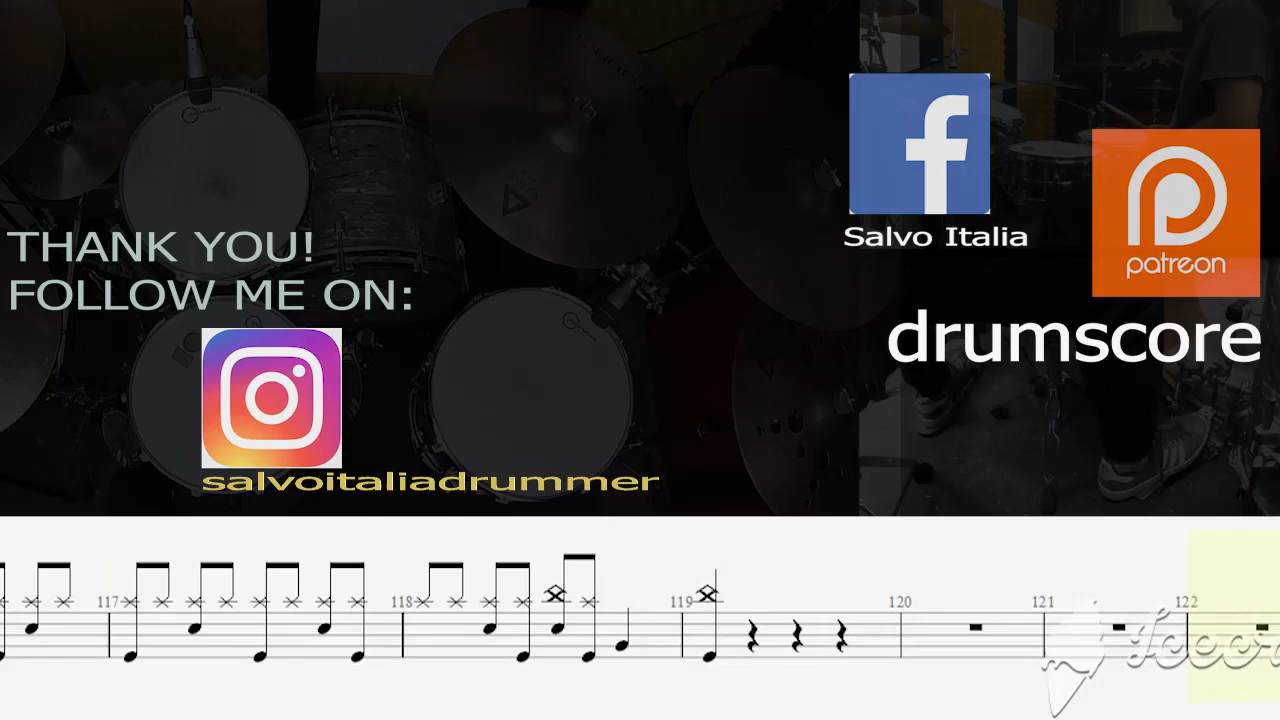 THANK YOU!
FOLLOW ME ON:
salvoitaliadrummer
Salvo Italia
patreon
drumscore
117
118
119
120
121
122